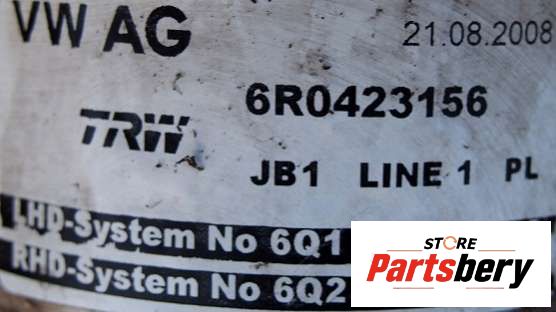 VW AG 21.08.2008
6R0423156
TRW
JB1 LINE 1 PL
LHD-System No 6Q1
RHD-System No 6Q2
STORE
Partsbery